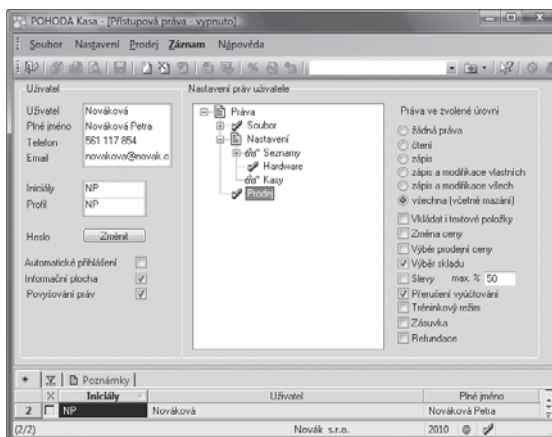 POHODA Kasa - [Přístupová práva - vypnuto]
Soubor Nastavení Prodej Záznam Nápověda
Uživatel
Uživatel Nováková
Plné jméno Nováková Petra
Telefon 561 117 854
Email novakova@novak.c
Iniciály NP
Profil NP
Heslo Změnit
Automatické přihlášení
Informační plocha
Povyšování práv
Nastavení práv uživatele
Práva
Soubor
Nastavení
Seznamy
Hardware
Kasy
Prodej
Práva ve zvolené úrovni
žádná práva
čtení
zápis
zápis a modifikace vlastních
zápis a modifikace všech
všechna (včetně mazání)
Vkládat i textové položky
Změna ceny
Výběr prodejní ceny
Výběr skladu
Slevy max. % 50
Přerušení vyúčtování
Tréninkový režim
Zásuvka
Refundace
Poznámky
X Iniciály Uživatel Plné jméno
2 NP Nováková Nováková Petra
(2/2) Novák s.r.o. 2010 @